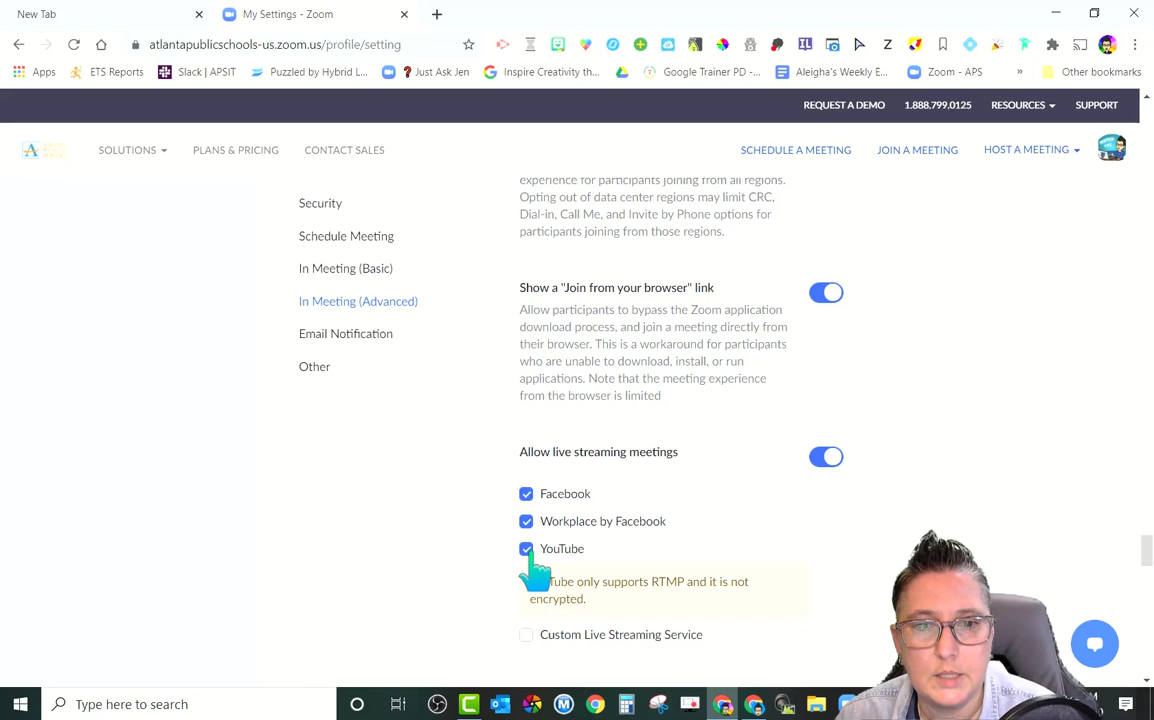 New Tab
My Settings - Zoom
atlantapublicschools-us.zoom.us/profile/setting
Apps
ETS Reports
Slack | APSIT
Puzzled by Hybrid L...
? Just Ask Jen
Inspire Creativity th...
Google Trainer PD -...
Aleigha's Weekly E...
Zoom - APS
»
Other bookmarks
REQUEST A DEMO
1.888.799.0125
RESOURCES
SUPPORT
SOLUTIONS
PLANS & PRICING
CONTACT SALES
SCHEDULE A MEETING
JOIN A MEETING
HOST A MEETING
Security
Schedule Meeting
In Meeting (Basic)
In Meeting (Advanced)
Email Notification
Other
experience for participants joining from all regions.
Opting out of data center regions may limit CRC,
Dial-in, Call Me, and Invite by Phone options for
participants joining from those regions.
Show a "Join from your browser" link
Allow participants to bypass the Zoom application
download process, and join a meeting directly from
their browser. This is a workaround for participants
who are unable to download, install, or run
applications. Note that the meeting experience
from the browser is limited
Allow live streaming meetings
Facebook
Workplace by Facebook
YouTube
Tube only supports RTMP and it is not
encrypted.
Custom Live Streaming Service
Type here to search